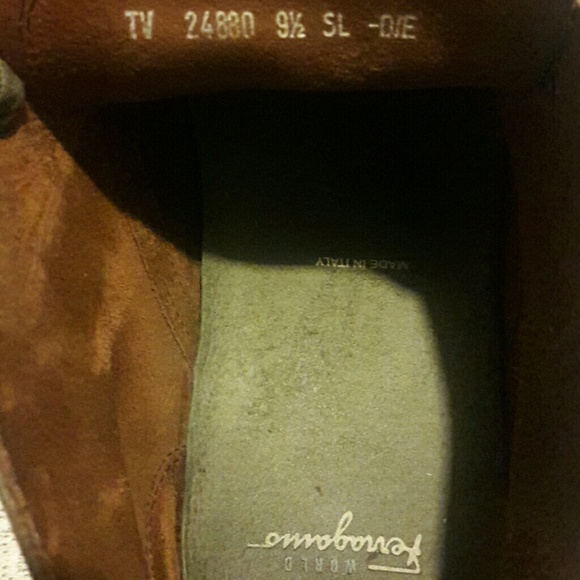 TV 24880 9½ SL -D/E
MADE IN ITALY
Ferragamo
WORLD